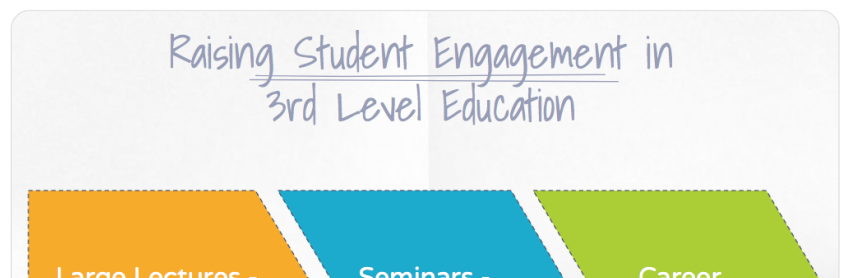 Raising Student Engagement in
3rd Level Education
Large Lectures -
Seminars -
Career